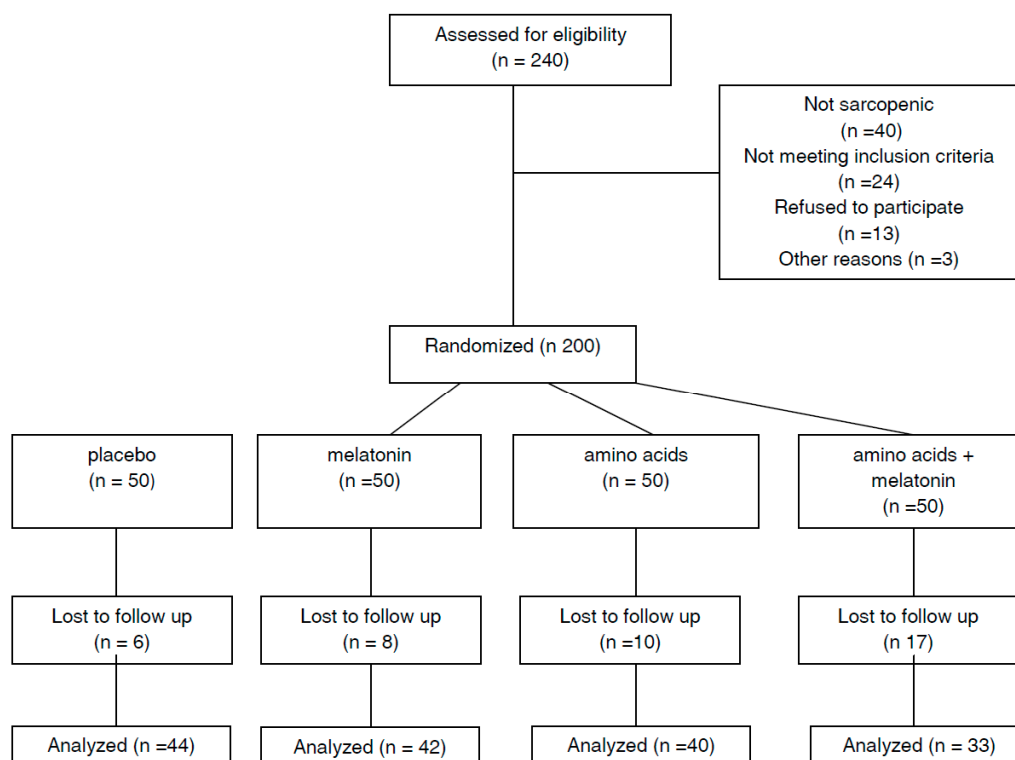 Assessed for eligibility
(n = 240)
Not sarcopenic
(n =40)
Not meeting inclusion criteria
(n =24)
Refused to participate
(n =13)
Other reasons (n =3)
Randomized (n 200)
placebo
(n = 50)
melatonin
(n =50)
amino acids
(n = 50)
amino acids +
melatonin
(n =50)
Lost to follow up
(n = 6)
Lost to follow up
(n = 8)
Lost to follow up
(n =10)
Lost to follow up
(n 17)
Analyzed (n =44)
Analyzed (n = 42)
Analyzed (n =40)
Analyzed (n = 33)